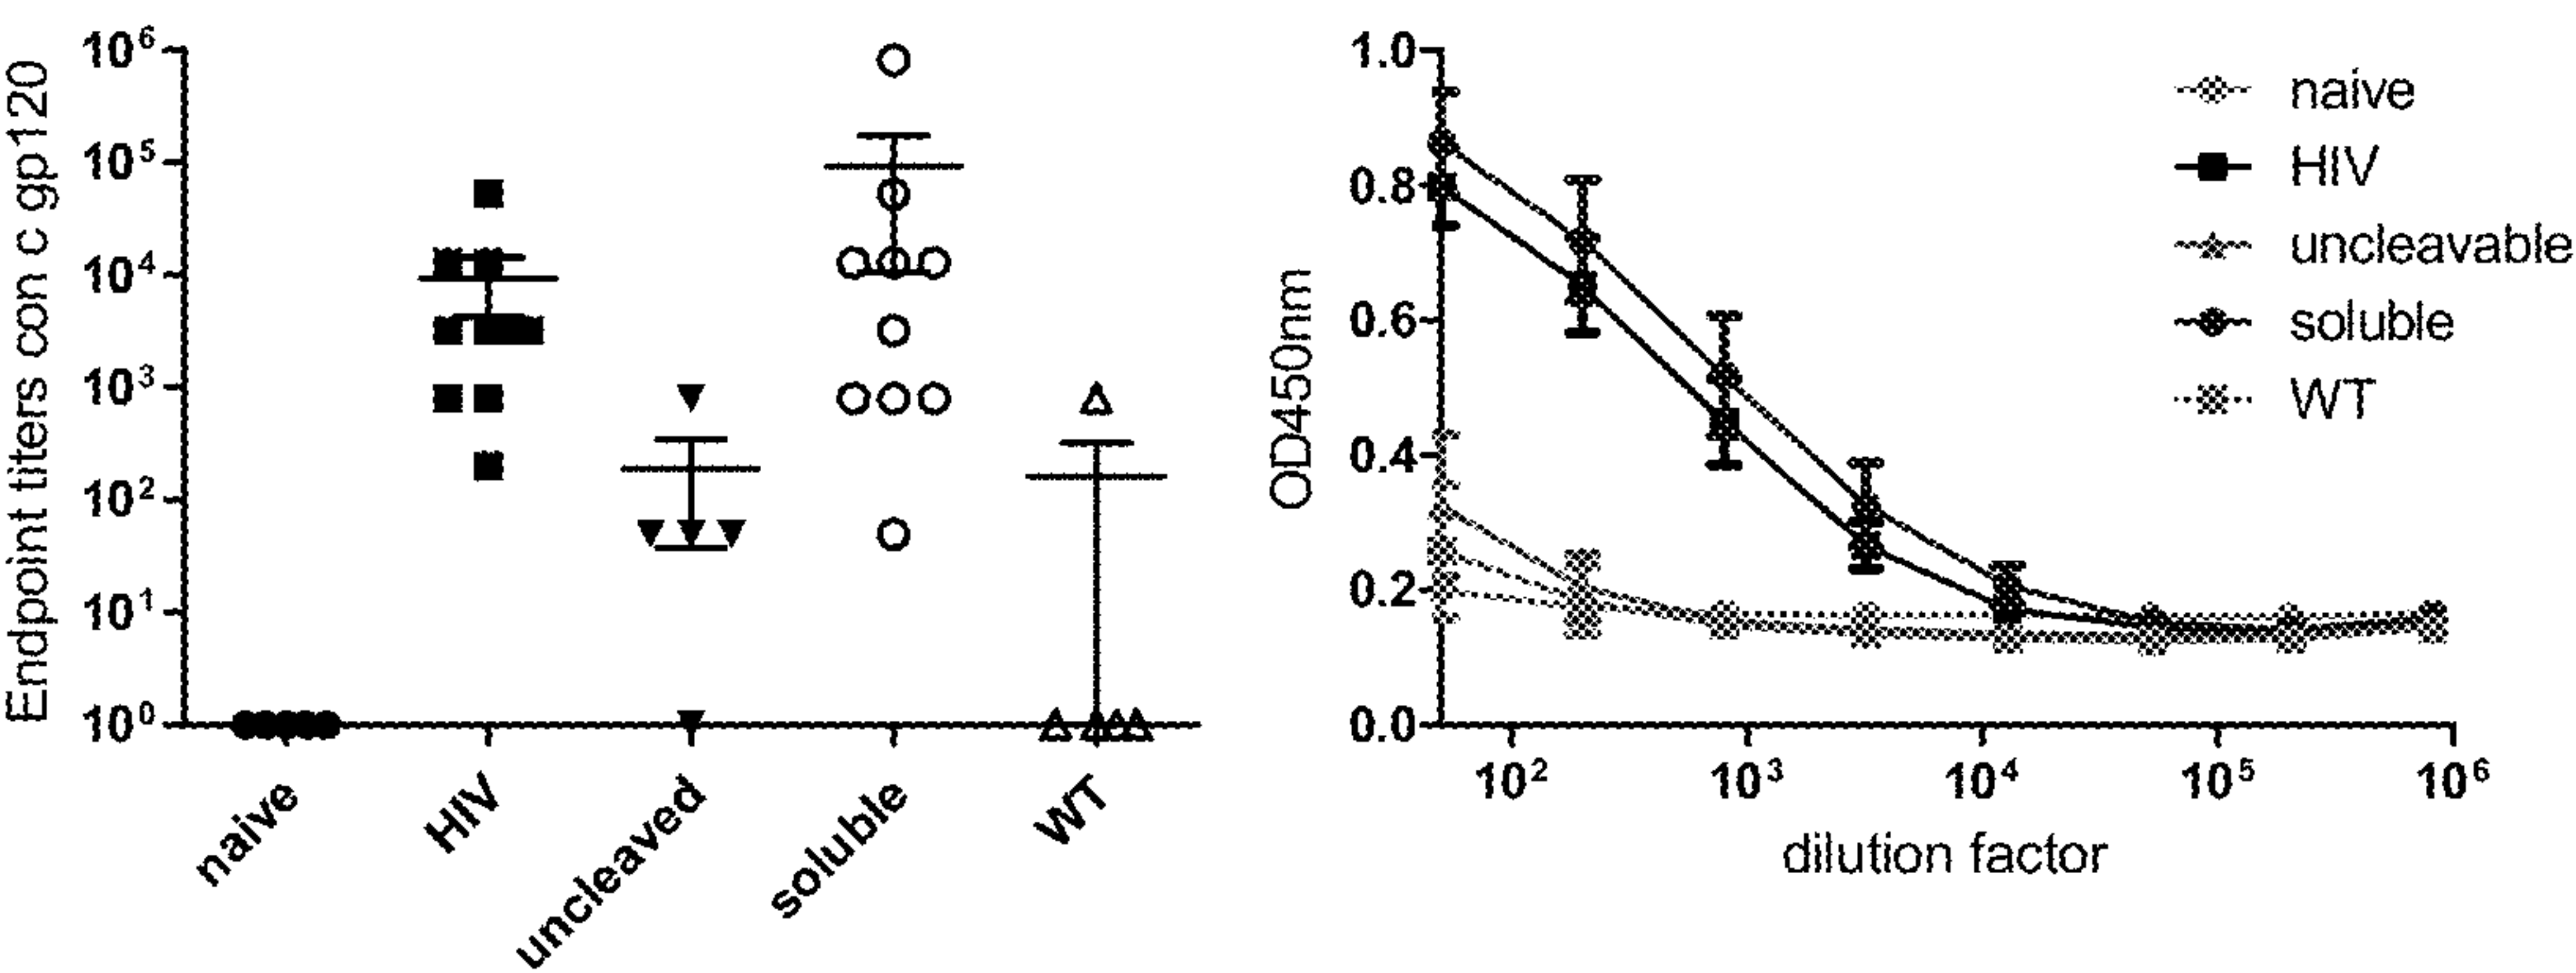 Endpoint titers con c gp120
10⁶
10⁵
10⁴
10³
10²
10¹
10⁰
naive
HIV
uncleaved
soluble
WT
OD450nm
1.0
0.8
0.6
0.4
0.2
0.0
10²
10³
10⁴
10⁵
10⁶
dilution factor
naive
HIV
uncleavable
soluble
WT